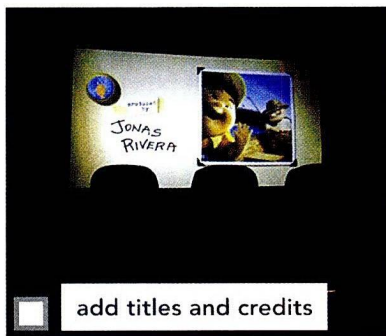 produced
by
JONAS
RIVERA
add titles and credits